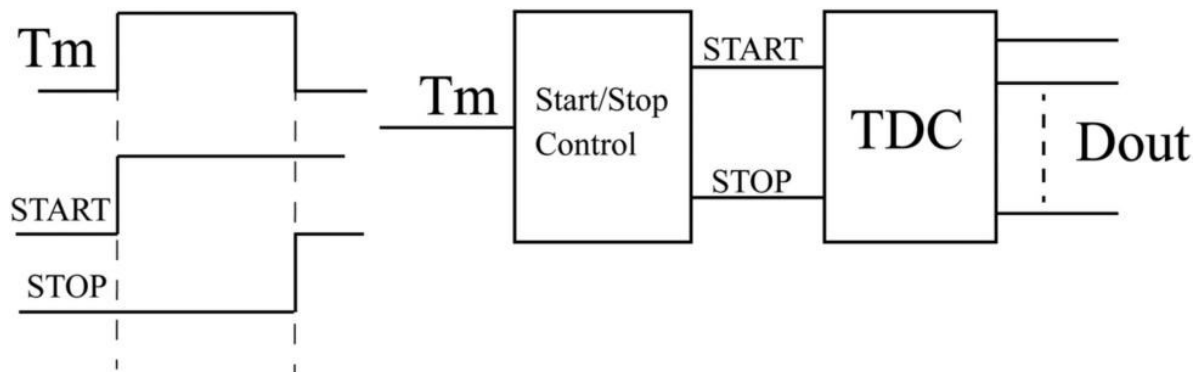 Tm
START
STOP
Tm
Start/Stop
Control
START
STOP
TDC
Dout